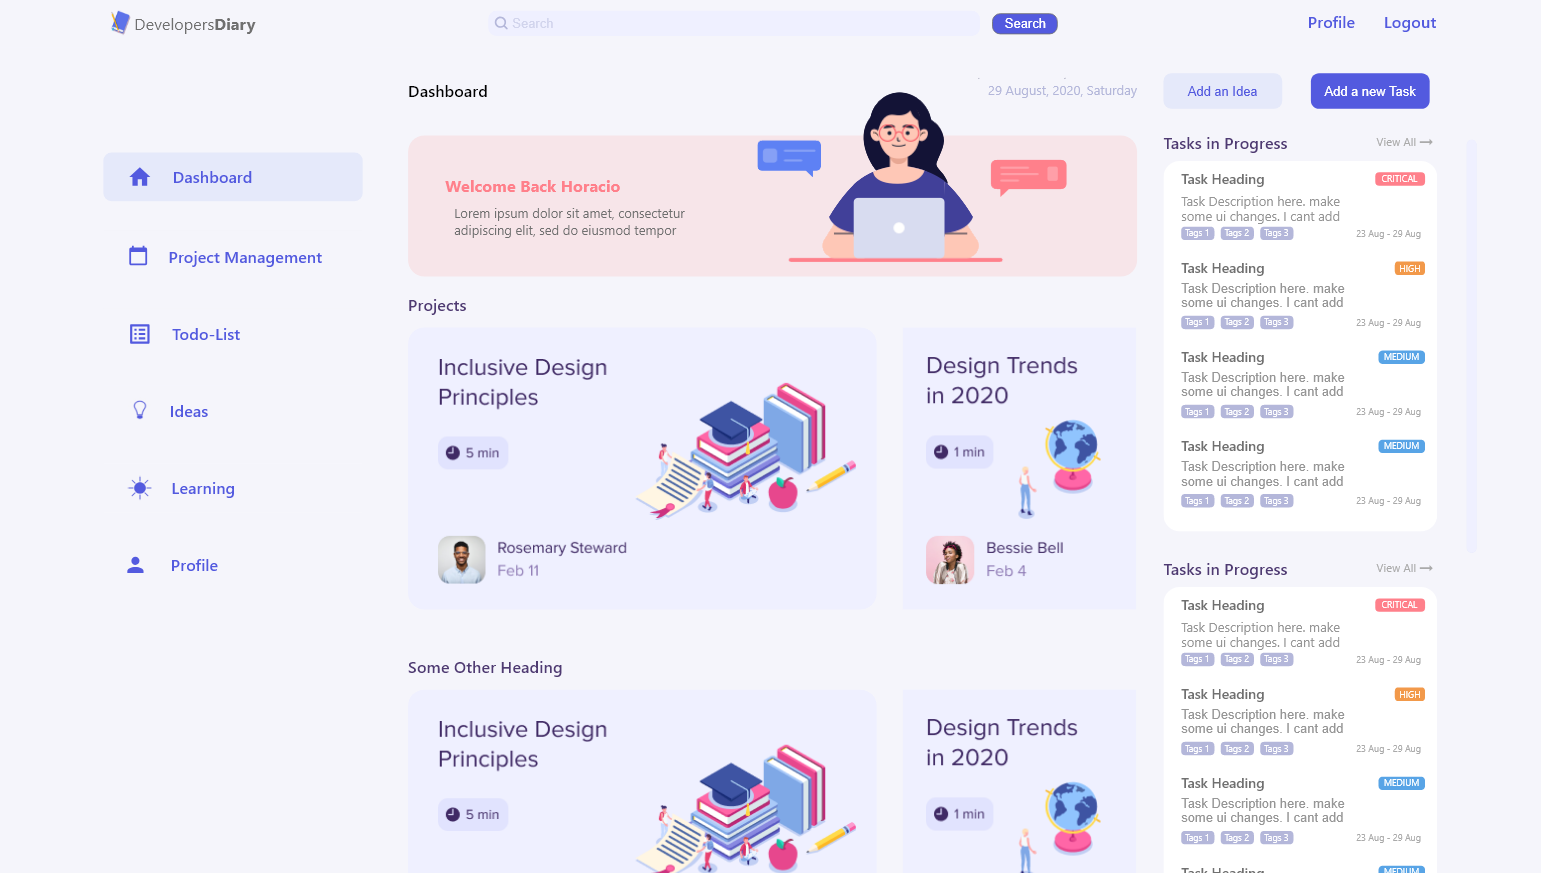 DevelopersDiary
Search
Search
Profile
Logout
Dashboard
29 August, 2020, Saturday
Add an Idea
Add a new Task
Dashboard
Project Management
Todo-List
Ideas
Learning
Profile
Welcome Back Horacio
Lorem ipsum dolor sit amet, consectetur
adipiscing elit, sed do eiusmod tempor
Projects
Inclusive Design
Principles
5 min
Rosemary Steward
Feb 11
Design Trends
in 2020
1 min
Bessie Bell
Feb 4
Some Other Heading
Inclusive Design
Principles
5 min
Design Trends
in 2020
1 min
Tasks in Progress
View All
Task Heading
CRITICAL
Task Description here. make
some ui changes. I cant add
Tags 1 Tags 2 Tags 3
23 Aug - 29 Aug
Task Heading
HIGH
Task Description here. make
some ui changes. I cant add
Tags 1 Tags 2 Tags 3
23 Aug - 29 Aug
Task Heading
MEDIUM
Task Description here. make
some ui changes. I cant add
Tags 1 Tags 2 Tags 3
23 Aug - 29 Aug
Task Heading
MEDIUM
Task Description here. make
some ui changes. I cant add
Tags 1 Tags 2 Tags 3
23 Aug - 29 Aug
Tasks in Progress
View All
Task Heading
CRITICAL
Task Description here. make
some ui changes. I cant add
Tags 1 Tags 2 Tags 3
23 Aug - 29 Aug
Task Heading
HIGH
Task Description here. make
some ui changes. I cant add
Tags 1 Tags 2 Tags 3
23 Aug - 29 Aug
Task Heading
MEDIUM
Task Description here. make
some ui changes. I cant add
Tags 1 Tags 2 Tags 3
23 Aug - 29 Aug
Task Heading
MEDIUM